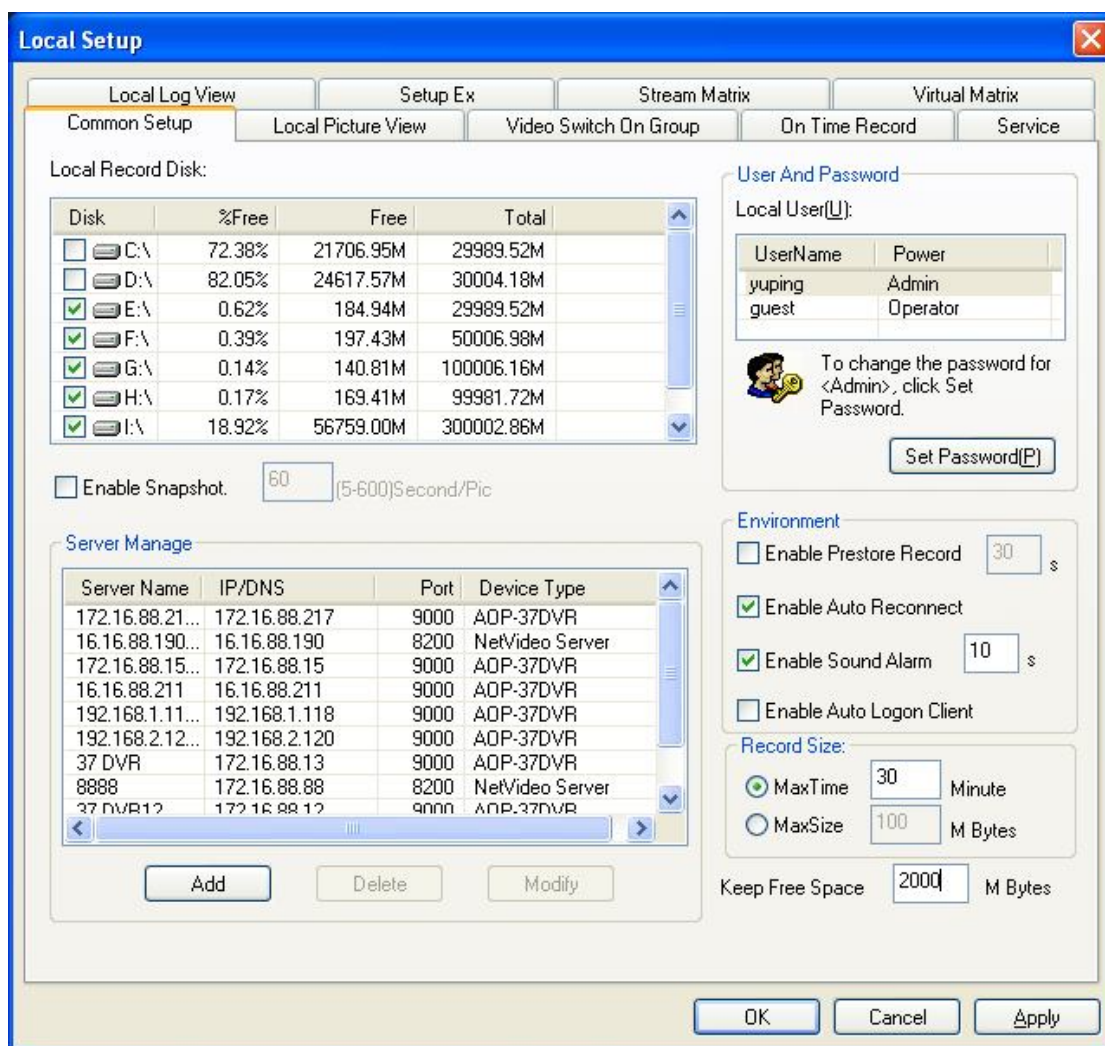 Local Setup
Local Log View Setup Ex Stream Matrix Virtual Matrix
Common Setup Local Picture View Video Switch On Group On Time Record Service
Local Record Disk:
Disk %Free Free Total
C:\ 72.38% 21706.95M 29989.52M
D:\ 82.05% 24617.57M 30004.18M
E:\ 0.62% 184.94M 29989.52M
F:\ 0.39% 197.43M 50006.98M
G:\ 0.14% 140.81M 100006.16M
H:\ 0.17% 169.41M 99981.72M
I:\ 18.92% 56759.00M 300002.86M
Enable Snapshot. 60 (5-600)Second/Pic
Server Manage
Server Name IP/DNS Port Device Type
172.16.88.21... 172.16.88.217 9000 AOP-37DVR
16.16.88.190... 16.16.88.190 8200 NetVideo Server
172.16.88.15... 172.16.88.15 9000 AOP-37DVR
16.16.88.211 16.16.88.211 9000 AOP-37DVR
192.168.1.11... 192.168.1.118 9000 AOP-37DVR
192.168.2.12... 192.168.2.120 9000 AOP-37DVR
37 DVR 172.16.88.13 9000 AOP-37DVR
8888 172.16.88.88 8200 NetVideo Server
37 DVR12 172.16.88.12 9000 AOP-37DVR
Add Delete Modify
User And Password
Local User(U):
UserName Power
yuping Admin
guest Operator
To change the password for
<Admin>, click Set
Password.
Set Password(P)
Environment
Enable Prestore Record 30 s
Enable Auto Reconnect
Enable Sound Alarm 10 s
Enable Auto Logon Client
Record Size:
MaxTime 30 Minute
MaxSize 100 M Bytes
Keep Free Space 2000 M Bytes
OK Cancel Apply